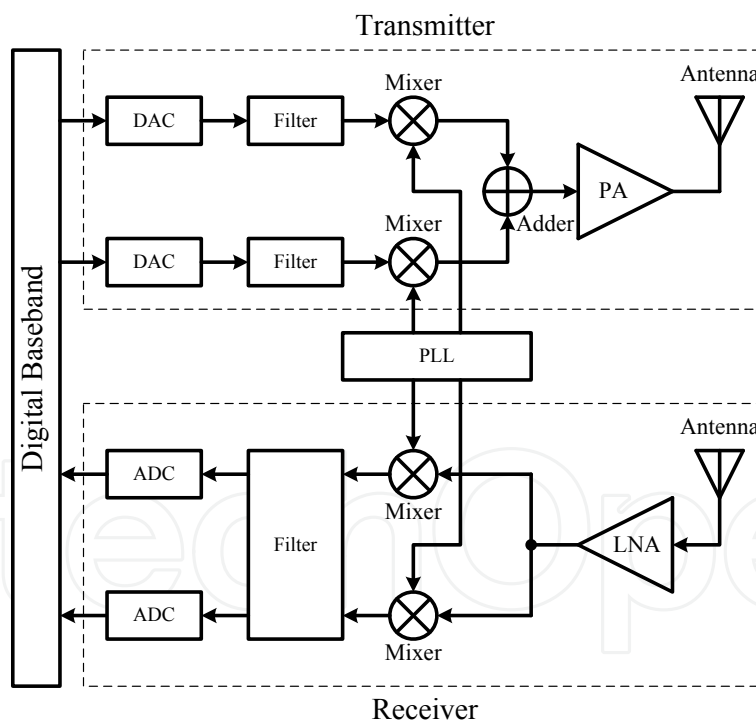 Transmitter
Digital Baseband
DAC
Filter
Mixer
Antenna
PA
Adder
DAC
Filter
Mixer
PLL
ADC
Filter
Mixer
Antenna
LNA
ADC
Mixer
Receiver